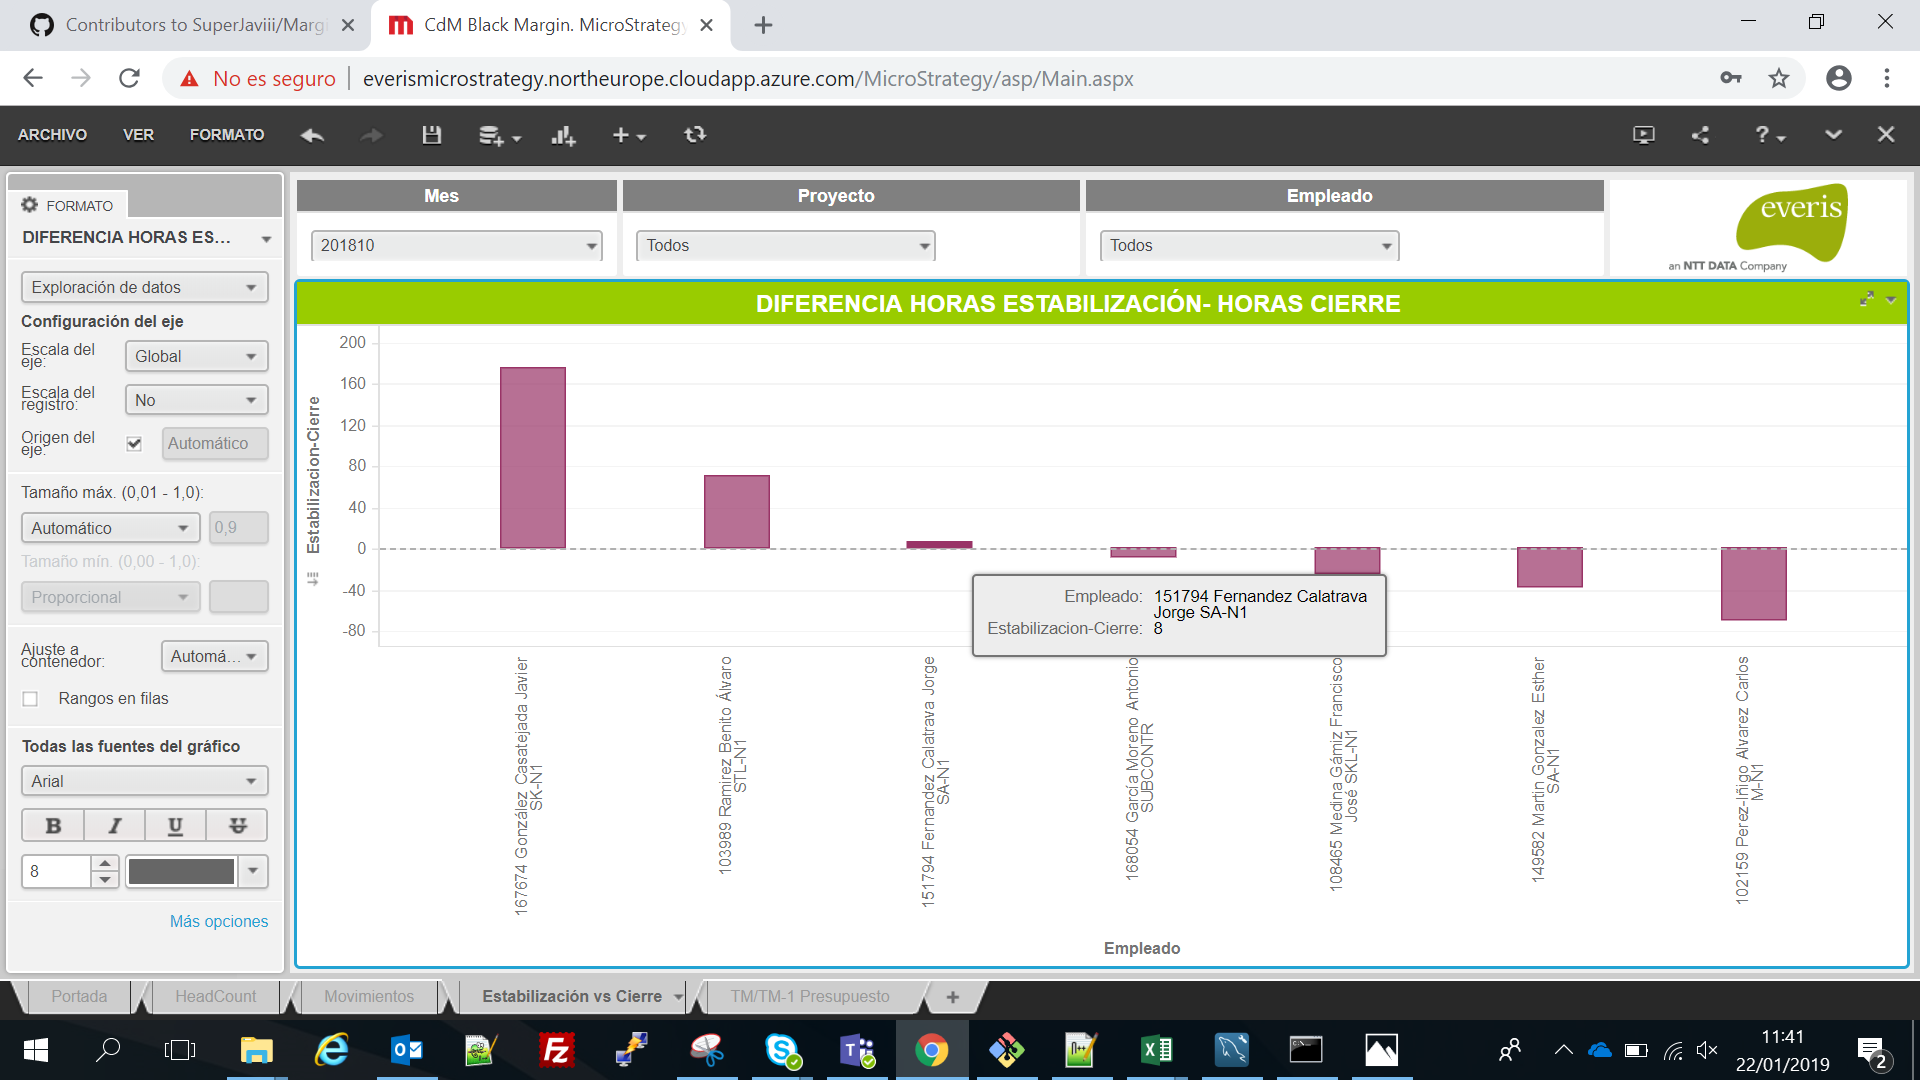 Contributors to SuperJaviii/Margi
CdM Black Margin. MicroStrategy
No es seguro
everismicrostrategy.northeurope.cloudapp.azure.com/MicroStrategy/asp/Main.aspx
ARCHIVO VER FORMATO
FORMATO
DIFERENCIA HORAS ES...
Exploración de datos
Configuración del eje
Escala del eje: Global
Escala del registro: No
Origen del eje: Automático
Tamaño máx. (0,01 - 1,0):
Automático 0,9
Tamaño mín. (0,00 - 1,0):
Proporcional
Ajuste a contenedor: Automá...
Rangos en filas
Todas las fuentes del gráfico
Arial
B I U U
8
Más opciones
Mes Proyecto Empleado
201810 Todos Todos
everis
an NTT DATA Company
DIFERENCIA HORAS ESTABILIZACIÓN- HORAS CIERRE
Estabilizacion-Cierre
200
160
120
80
40
0
-40
-80
Empleado: 151794 Fernandez Calatrava
Jorge SA-N1
Estabilizacion-Cierre: 8
167674 González Casatejada Javier
SK-N1
103989 Ramirez Benito Álvaro
STL-N1
151794 Fernandez Calatrava Jorge
SA-N1
168054 García Moreno Antonio
SUBCONTR
108465 Medina Gámiz Francisco
José SKL-N1
149582 Martin Gonzalez Esther
SA-N1
102159 Perez-Iñigo Alvarez Carlos
M-N1
Empleado
Portada HeadCount Movimientos Estabilización vs Cierre TM/TM-1 Presupuesto
11:41
22/01/2019
2